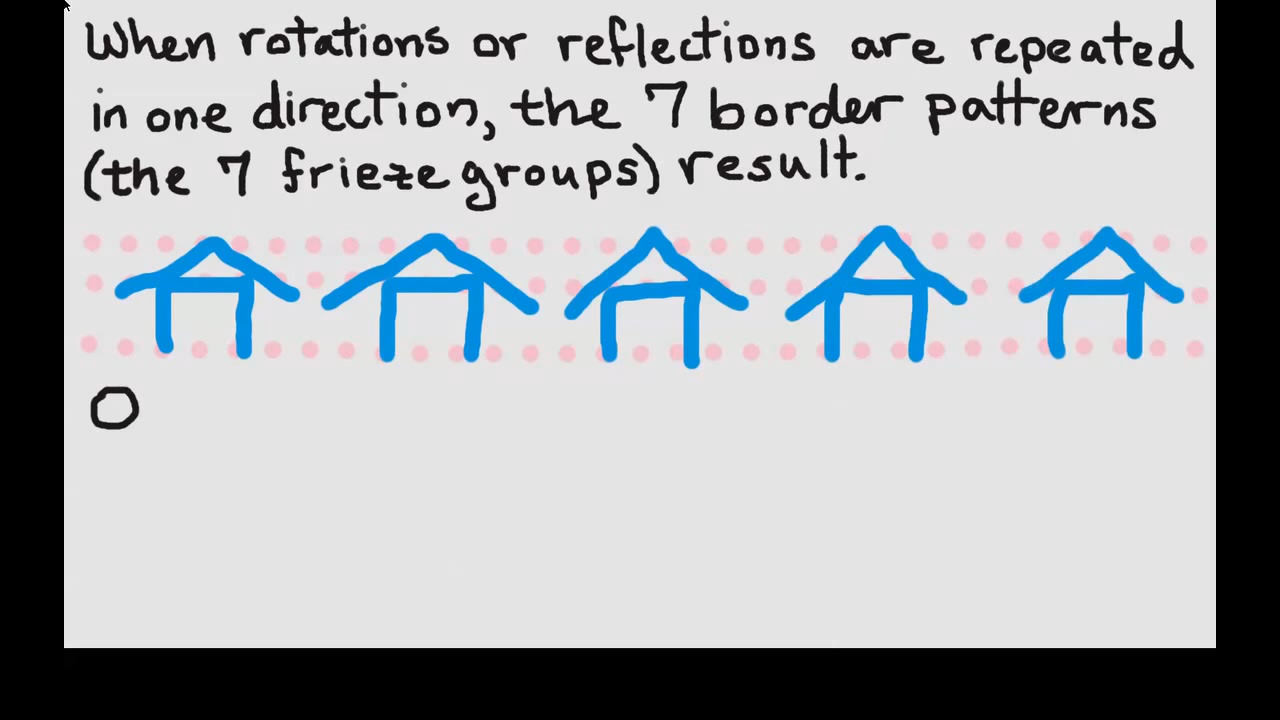 When rotations or reflections are repeated
in one direction, the 7 border patterns
(the 7 frieze groups) result.
O